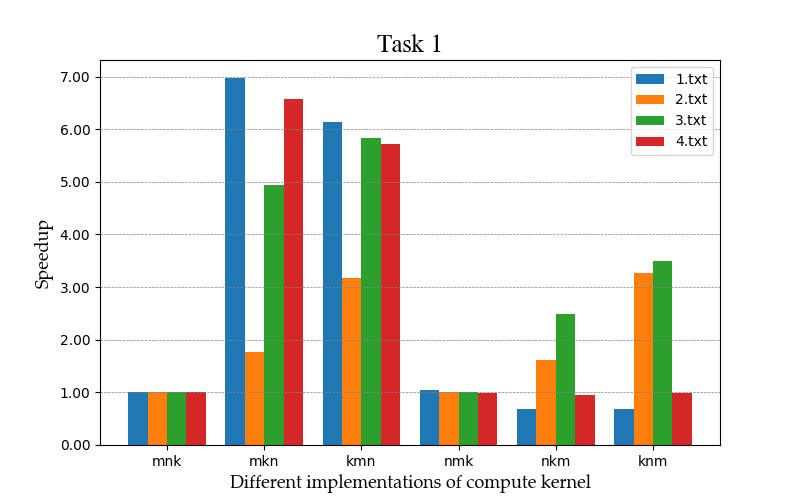 Task 1
7.00
6.00
5.00
4.00
3.00
2.00
1.00
0.00
Speedup
1.txt
2.txt
3.txt
4.txt
mnk mkn kmn nmk nkm knm
Different implementations of compute kernel